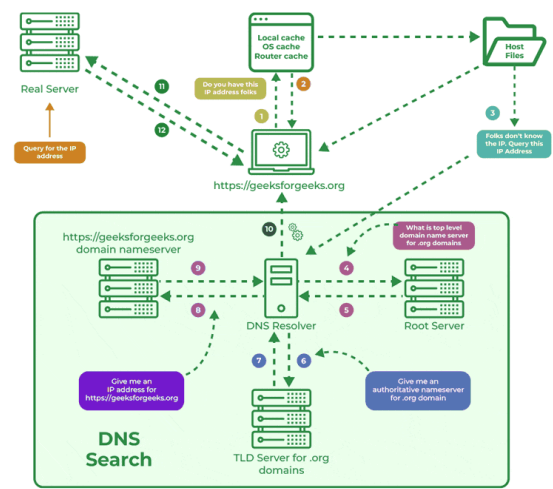 Local cache
OS cache
Router cache
Host
Files
Real Server
Do you have this
IP address folks
2
11
12
1
3
Query for the IP
address
Folks don't know
the IP. Query this
IP Address
https://geeksforgeeks.org
https://geeksforgeeks.org
domain nameserver
10
What is top level
domain name server
for .org domains
9
4
8
5
DNS Resolver
Root Server
7
6
Give me an
IP address for
https://geeksforgeeks.org
Give me an
authoritative nameserver
for .org domain
DNS
Search
TLD Server for .org
domains